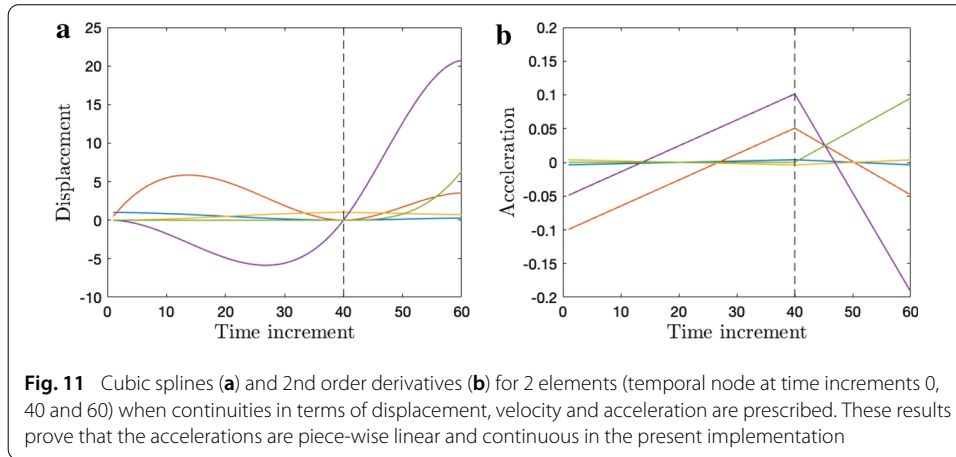 a
25
20
15
10
5
0
-5
-10
Displacement
0 10 20 30 40 50 60
Time increment
b
0.2
0.15
0.1
0.05
0
-0.05
-0.1
-0.15
-0.2
Acceleration
0 10 20 30 40 50 60
Time increment
Fig. 11 Cubic splines (a) and 2nd order derivatives (b) for 2 elements (temporal node at time increments 0,
40 and 60) when continuities in terms of displacement, velocity and acceleration are prescribed. These results
prove that the accelerations are piece-wise linear and continuous in the present implementation